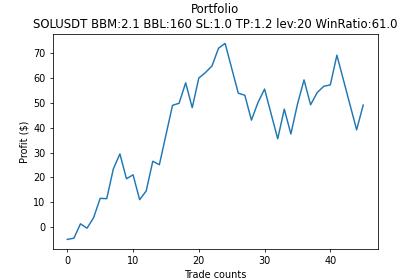 Portfolio
SOLUSDT BBM:2.1 BBL:160 SL:1.0 TP:1.2 lev:20 WinRatio:61.0
70
60
50
40
30
20
10
0
Profit ($)
0 10 20 30 40
Trade counts